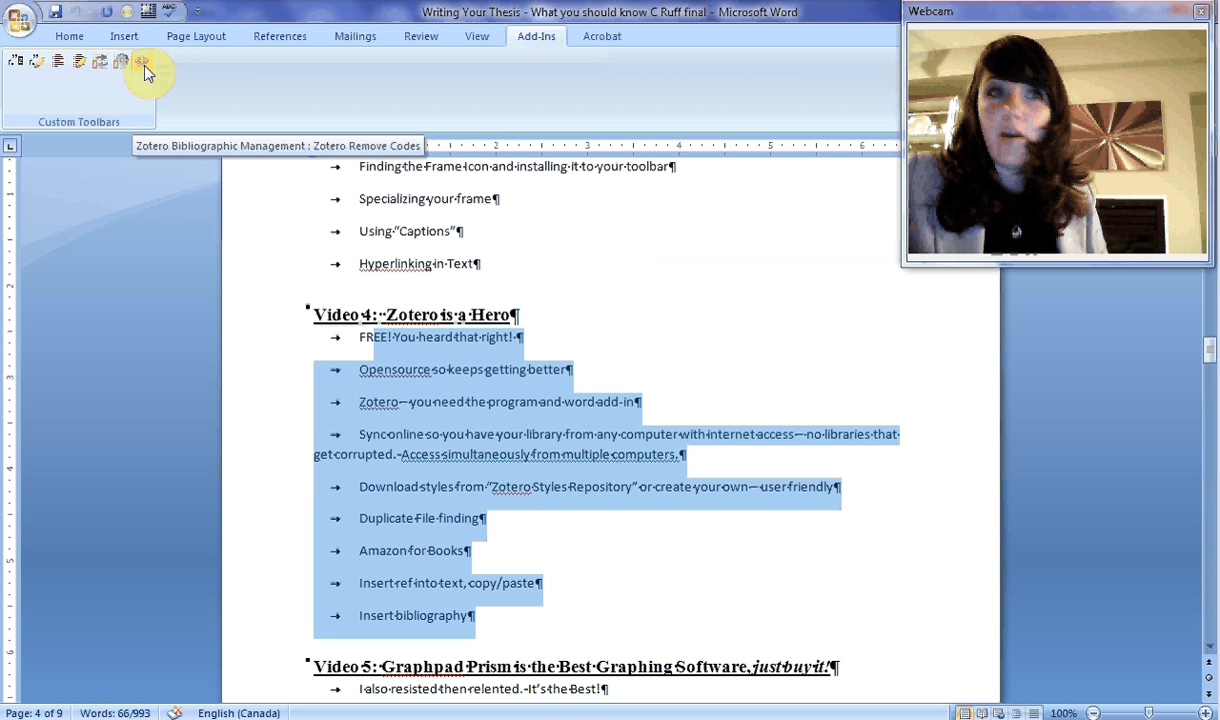 Writing Your Thesis - What you should know C Ruff final - Microsoft Word
Webcam
Home Insert Page Layout References Mailings Review View Add-Ins Acrobat
Custom Toolbars
Zotero Bibliographic Management : Zotero Remove Codes
Finding the Frame Icon and installing it to your toolbar¶
Specializing your frame¶
Using "Captions"¶
Hyperlinking in Text¶
Video 4: Zotero is a Hero¶
FREE! You heard that right! ¶
Opensource so keeps getting better¶
Zotero – you need the program and word add-in¶
Sync online so you have your library from any computer with internet access – no libraries that
get corrupted. Access simultaneously from multiple computers.¶
Download styles from "Zotero Styles Repository" or create your own – user friendly¶
Duplicate File finding¶
Amazon for Books¶
Insert ref into text, copy/paste¶
Insert bibliography¶
Video 5: Graphpad Prism is the Best Graphing Software, just buy it!¶
I also resisted then relented. It's the Best!¶
Page: 4 of 9 Words: 66/993 English (Canada) 100%